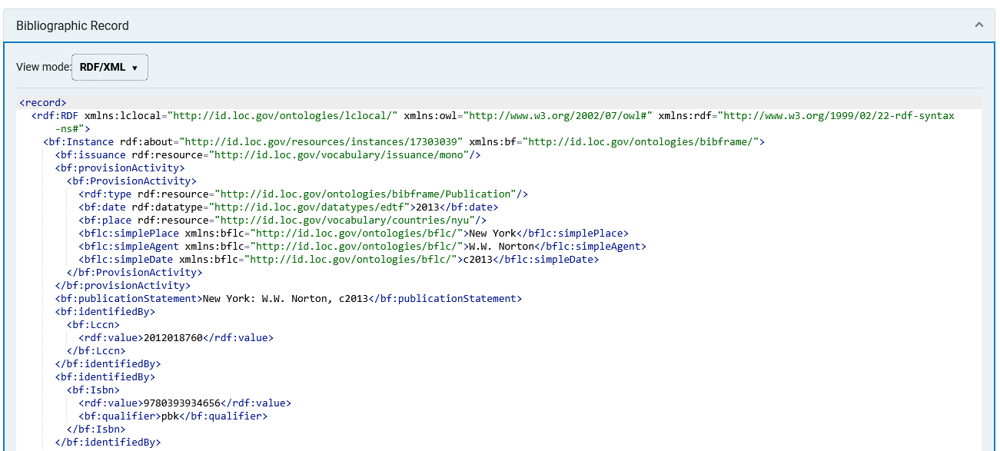 Bibliographic Record
View mode: RDF/XML ▼
<record>
<rdf:RDF xmlns:lclocal="http://id.loc.gov/ontologies/lclocal/" xmlns:owl="http://www.w3.org/2002/07/owl#" xmlns:rdf="http://www.w3.org/1999/02/22-rdf-syntax
-ns#">
<bf:Instance rdf:about="http://id.loc.gov/resources/instances/17303039" xmlns:bf="http://id.loc.gov/ontologies/bibframe/">
<bf:issuance rdf:resource="http://id.loc.gov/vocabulary/issuance/mono"/>
<bf:provisionActivity>
<bf:ProvisionActivity>
<rdf:type rdf:resource="http://id.loc.gov/ontologies/bibframe/Publication"/>
<bf:date rdf:datatype="http://id.loc.gov/datatypes/edtf">2013</bf:date>
<bf:place rdf:resource="http://id.loc.gov/vocabulary/countries/nyu"/>
<bflc:simplePlace xmlns:bflc="http://id.loc.gov/ontologies/bflc/">New York</bflc:simplePlace>
<bflc:simpleAgent xmlns:bflc="http://id.loc.gov/ontologies/bflc/">W.W. Norton</bflc:simpleAgent>
<bflc:simpleDate xmlns:bflc="http://id.loc.gov/ontologies/bflc/">c2013</bflc:simpleDate>
</bf:ProvisionActivity>
</bf:provisionActivity>
<bf:publicationStatement>New York: W.W. Norton, c2013</bf:publicationStatement>
<bf:identifiedBy>
<bf:Lccn>
<rdf:value>2012018760</rdf:value>
</bf:Lccn>
</bf:identifiedBy>
<bf:identifiedBy>
<bf:Isbn>
<rdf:value>9780393934656</rdf:value>
<bf:qualifier>pbk</bf:qualifier>
</bf:Isbn>
</bf:identifiedBy>